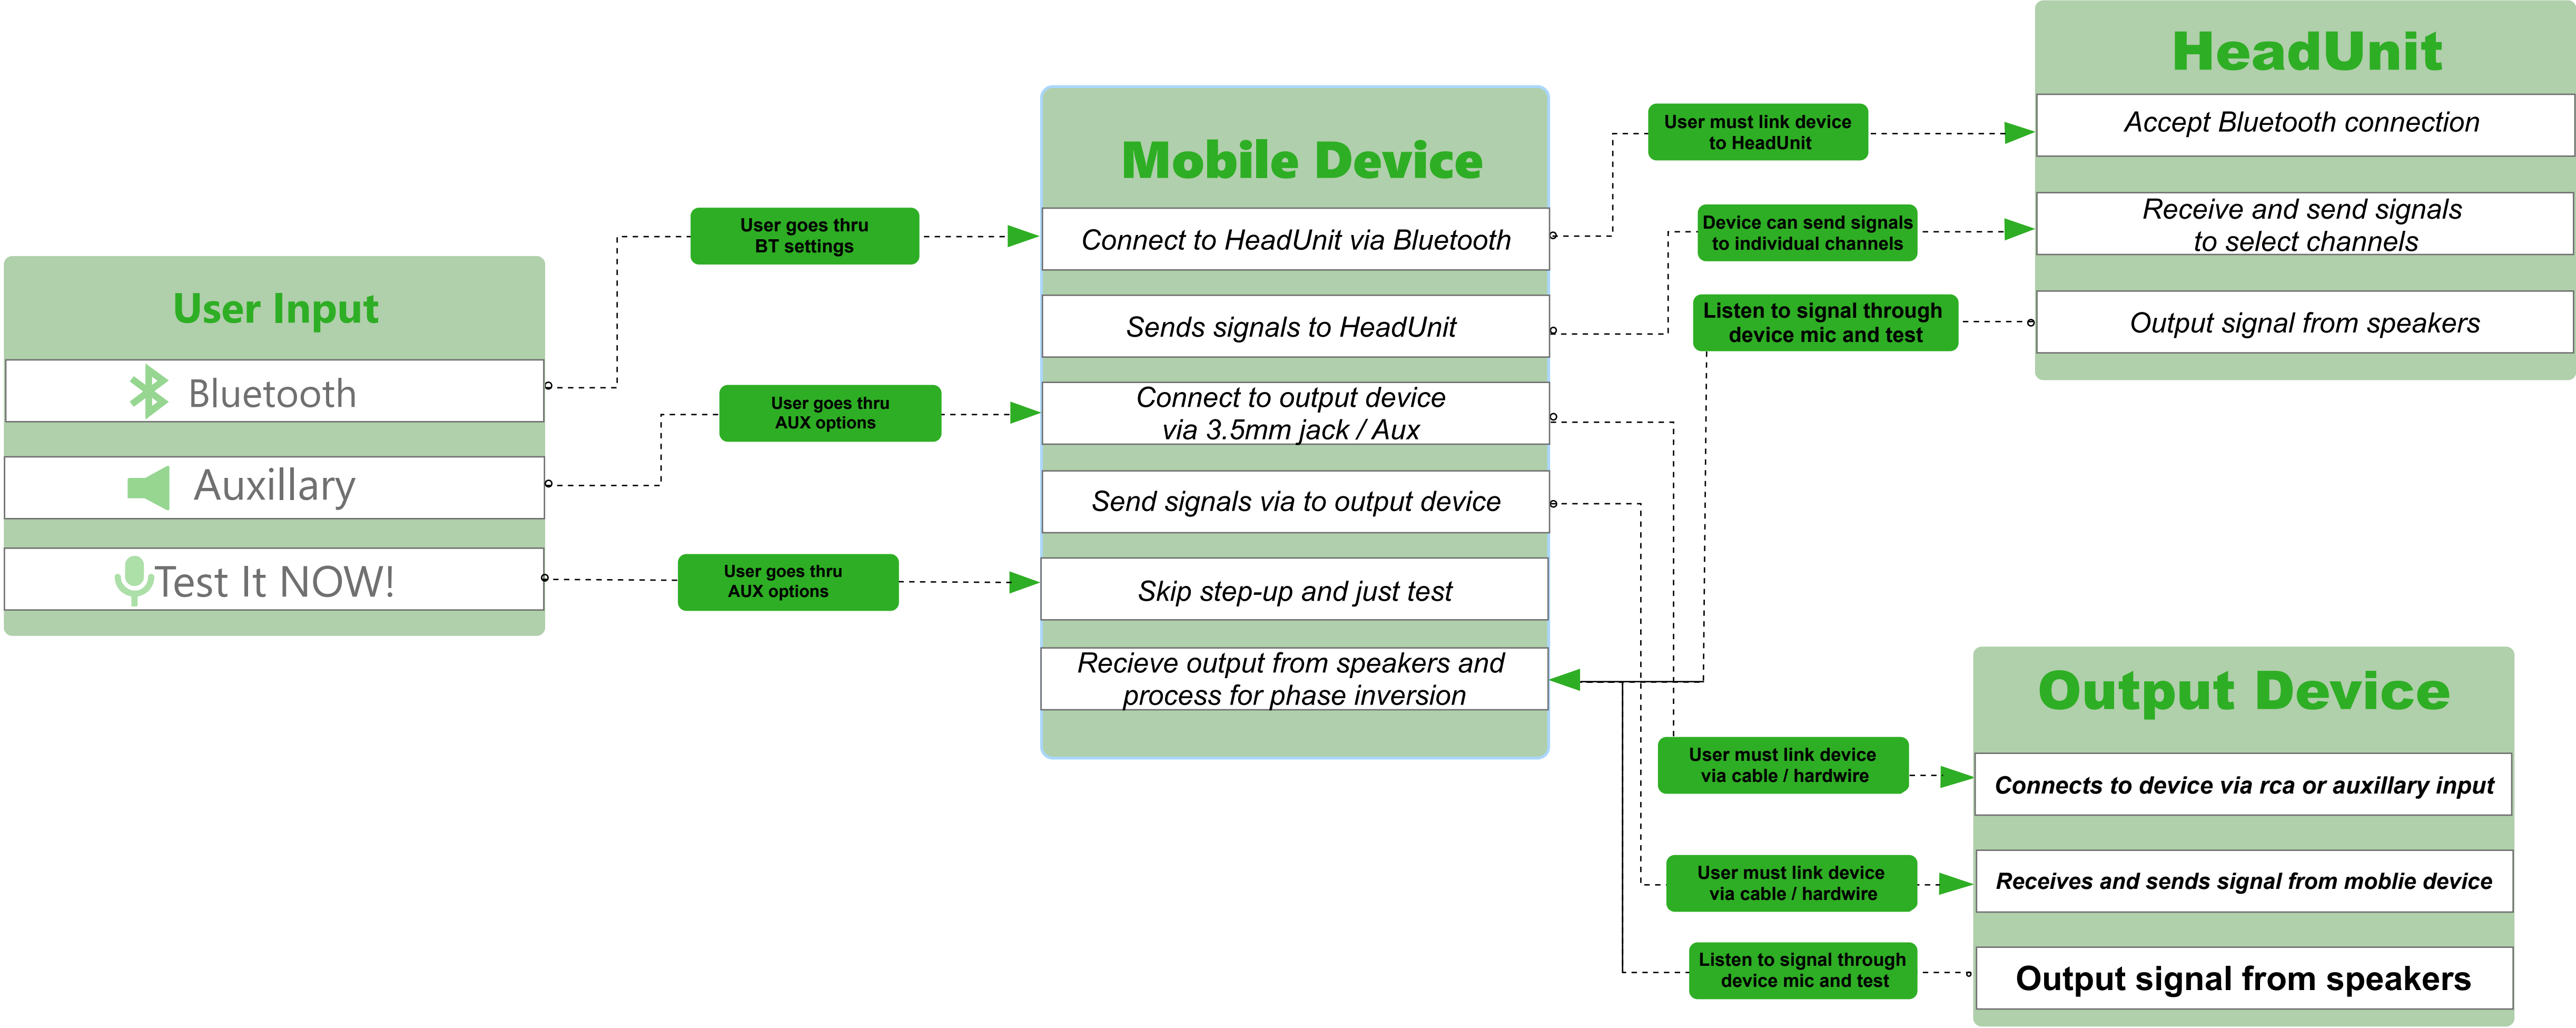 User Input
Bluetooth
Auxillary
Test It NOW!
User goes thru
BT settings
User goes thru
AUX options
User goes thru
AUX options
Mobile Device
Connect to HeadUnit via Bluetooth
Sends signals to HeadUnit
Connect to output device
via 3.5mm jack / Aux
Send signals via to output device
Skip step-up and just test
Recieve output from speakers and
process for phase inversion
User must link device
to HeadUnit
Device can send signals
to individual channels
Listen to signal through
device mic and test
HeadUnit
Accept Bluetooth connection
Receive and send signals
to select channels
Output signal from speakers
User must link device
via cable / hardwire
User must link device
via cable / hardwire
Listen to signal through
device mic and test
Output Device
Connects to device via rca or auxillary input
Receives and sends signal from moblie device
Output signal from speakers